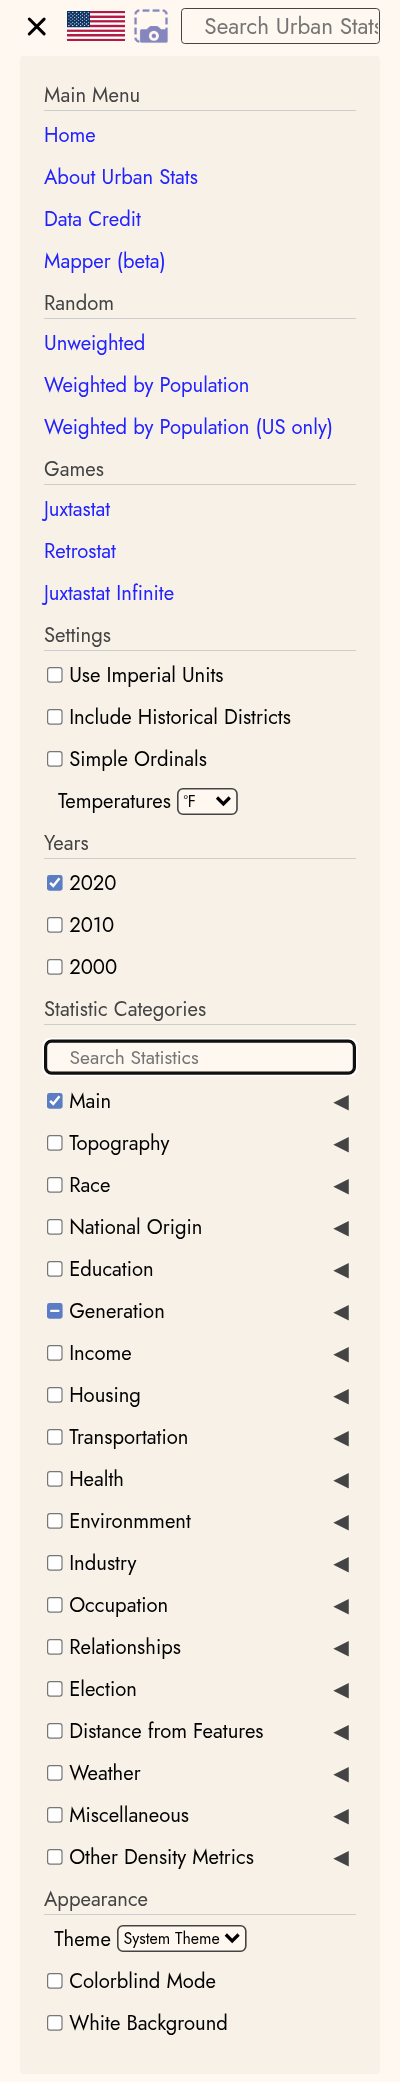 Search Urban Stats
Main Menu
Home
About Urban Stats
Data Credit
Mapper (beta)
Random
Unweighted
Weighted by Population
Weighted by Population (US only)
Games
Juxtastat
Retrostat
Juxtastat Infinite
Settings
Use Imperial Units
Include Historical Districts
Simple Ordinals
Temperatures °F
Years
2020
2010
2000
Statistic Categories
Search Statistics
Main
Topography
Race
National Origin
Education
Generation
Income
Housing
Transportation
Health
Environmment
Industry
Occupation
Relationships
Election
Distance from Features
Weather
Miscellaneous
Other Density Metrics
Appearance
Theme System Theme
Colorblind Mode
White Background